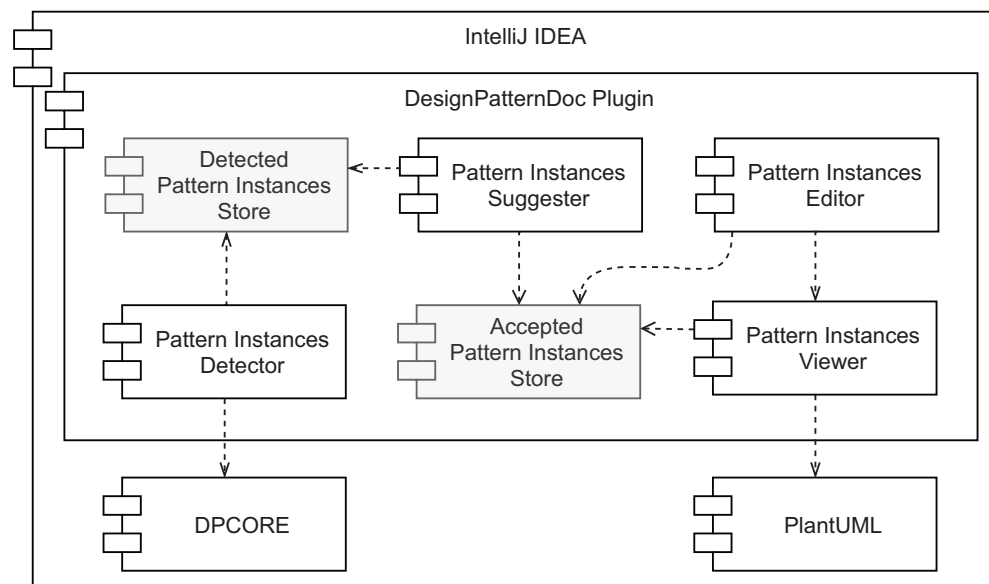 IntelliJ IDEA
DesignPatternDoc Plugin
Detected
Pattern Instances
Store
Pattern Instances
Suggester
Pattern Instances
Editor
Pattern Instances
Detector
Accepted
Pattern Instances
Store
Pattern Instances
Viewer
DPCORE
PlantUML